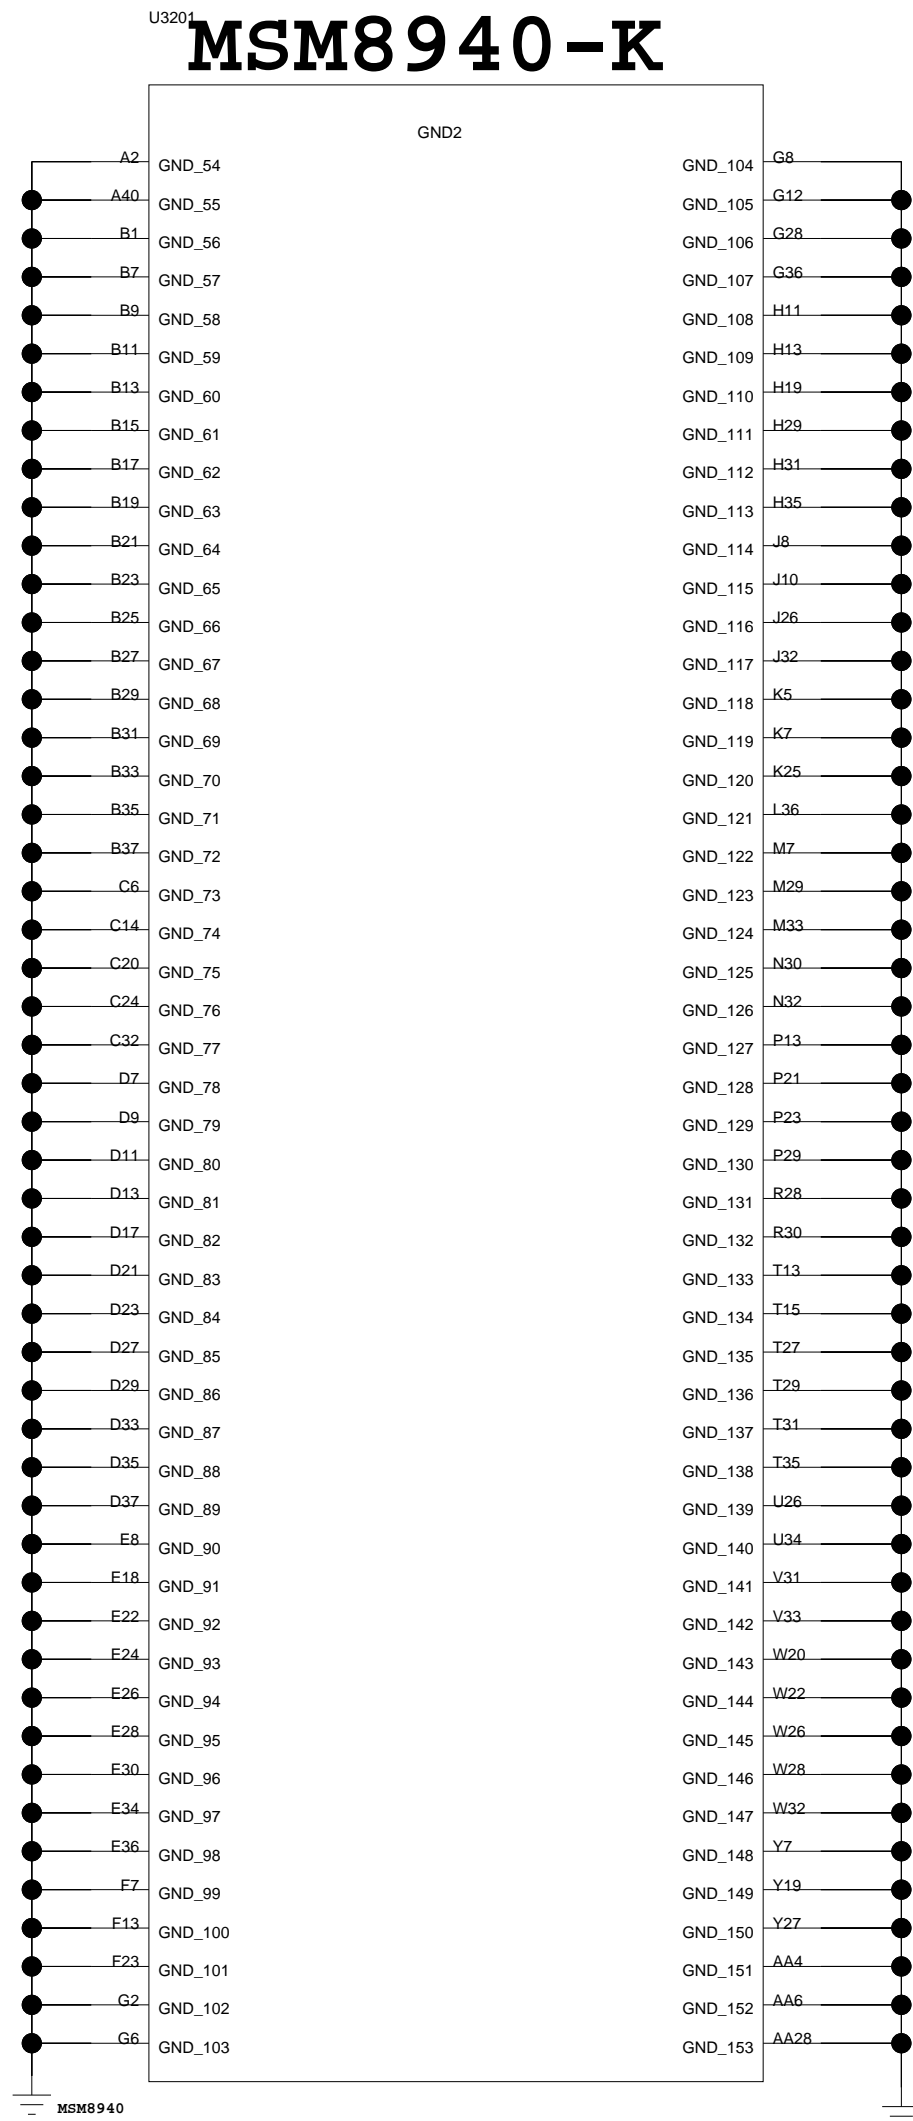 U3201
MSM8940-K
GND2
A2 GND_54 GND_104 G8
A40 GND_55 GND_105 G12
B1 GND_56 GND_106 G28
B7 GND_57 GND_107 G36
B9 GND_58 GND_108 H11
B11 GND_59 GND_109 H13
B13 GND_60 GND_110 H19
B15 GND_61 GND_111 H29
B17 GND_62 GND_112 H31
B19 GND_63 GND_113 H35
B21 GND_64 GND_114 J8
B23 GND_65 GND_115 J10
B25 GND_66 GND_116 J26
B27 GND_67 GND_117 J32
B29 GND_68 GND_118 K5
B31 GND_69 GND_119 K7
B33 GND_70 GND_120 K25
B35 GND_71 GND_121 L36
B37 GND_72 GND_122 M7
C6 GND_73 GND_123 M29
C14 GND_74 GND_124 M33
C20 GND_75 GND_125 N30
C24 GND_76 GND_126 N32
C32 GND_77 GND_127 P13
D7 GND_78 GND_128 P21
D9 GND_79 GND_129 P23
D11 GND_80 GND_130 P29
D13 GND_81 GND_131 R28
D17 GND_82 GND_132 R30
D21 GND_83 GND_133 T13
D23 GND_84 GND_134 T15
D27 GND_85 GND_135 T27
D29 GND_86 GND_136 T29
D33 GND_87 GND_137 T31
D35 GND_88 GND_138 T35
D37 GND_89 GND_139 U26
E8 GND_90 GND_140 U34
E18 GND_91 GND_141 V31
E22 GND_92 GND_142 V33
E24 GND_93 GND_143 W20
E26 GND_94 GND_144 W22
E28 GND_95 GND_145 W26
E30 GND_96 GND_146 W28
E34 GND_97 GND_147 W32
E36 GND_98 GND_148 Y7
F7 GND_99 GND_149 Y19
F13 GND_100 GND_150 Y27
F23 GND_101 GND_151 AA4
G2 GND_102 GND_152 AA6
G6 GND_103 GND_153 AA28
MSM8940